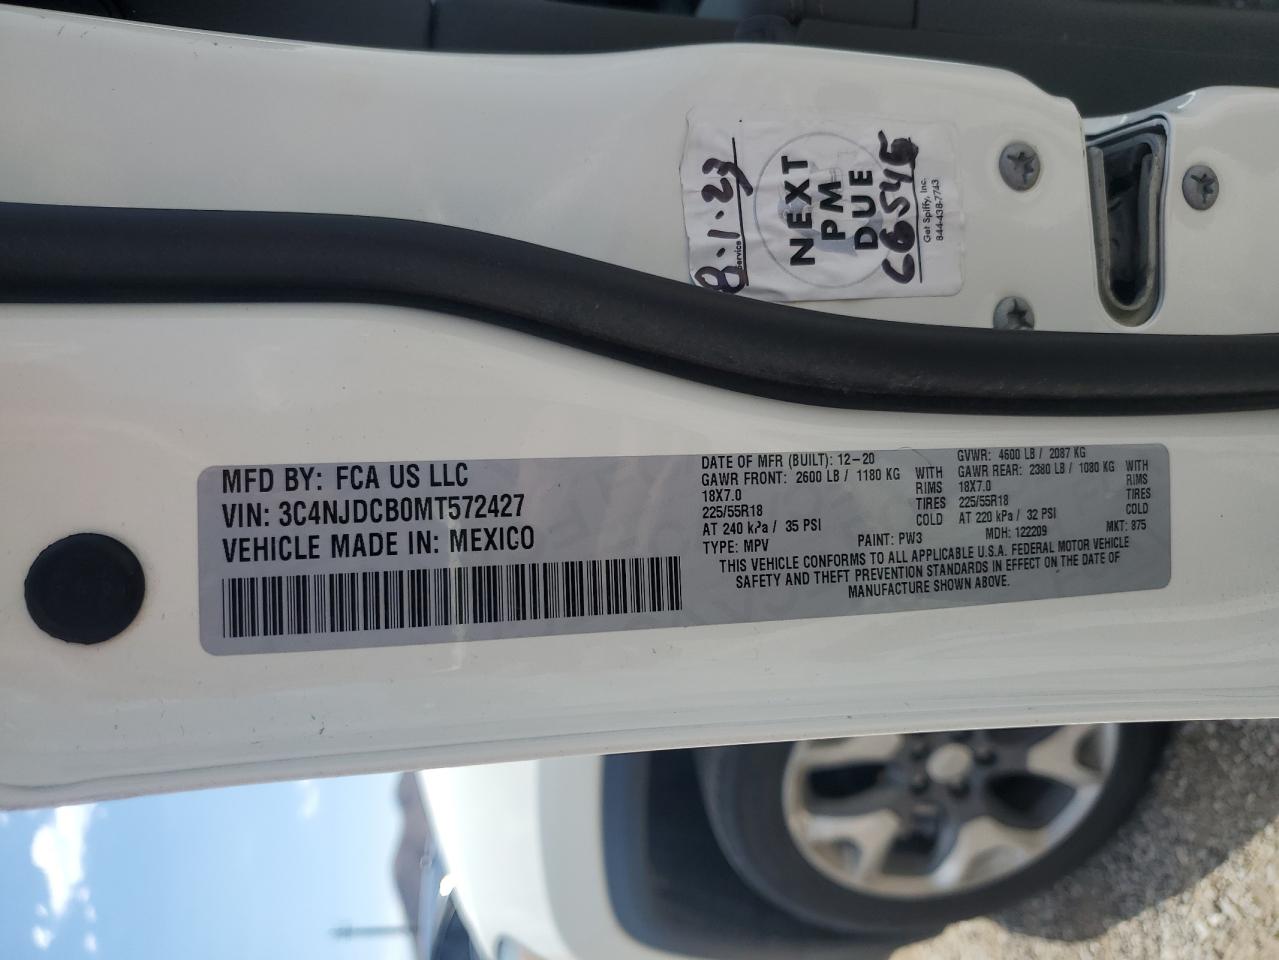 8.1.23
Service
NEXT
PM
DUE
66545
Get Spiffy, Inc.
844-438-7743
MFD BY: FCA US LLC
VIN: 3C4NJDCB0MT572427
VEHICLE MADE IN: MEXICO
DATE OF MFR (BUILT): 12-20
GAWR FRONT: 2600 LB / 1180 KG WITH
18X7.0 RIMS
225/55R18 TIRES
AT 240 kPa / 35 PSI COLD
TYPE: MPV PAINT: PW3
GVWR: 4600 LB / 2087 KG
GAWR REAR: 2380 LB / 1080 KG WITH
18X7.0 RIMS
225/55R18 TIRES
AT 220 kPa / 32 PSI COLD
MDH: 122209 MKT: 875
THIS VEHICLE CONFORMS TO ALL APPLICABLE U.S.A. FEDERAL MOTOR VEHICLE
SAFETY AND THEFT PREVENTION STANDARDS IN EFFECT ON THE DATE OF
MANUFACTURE SHOWN ABOVE.